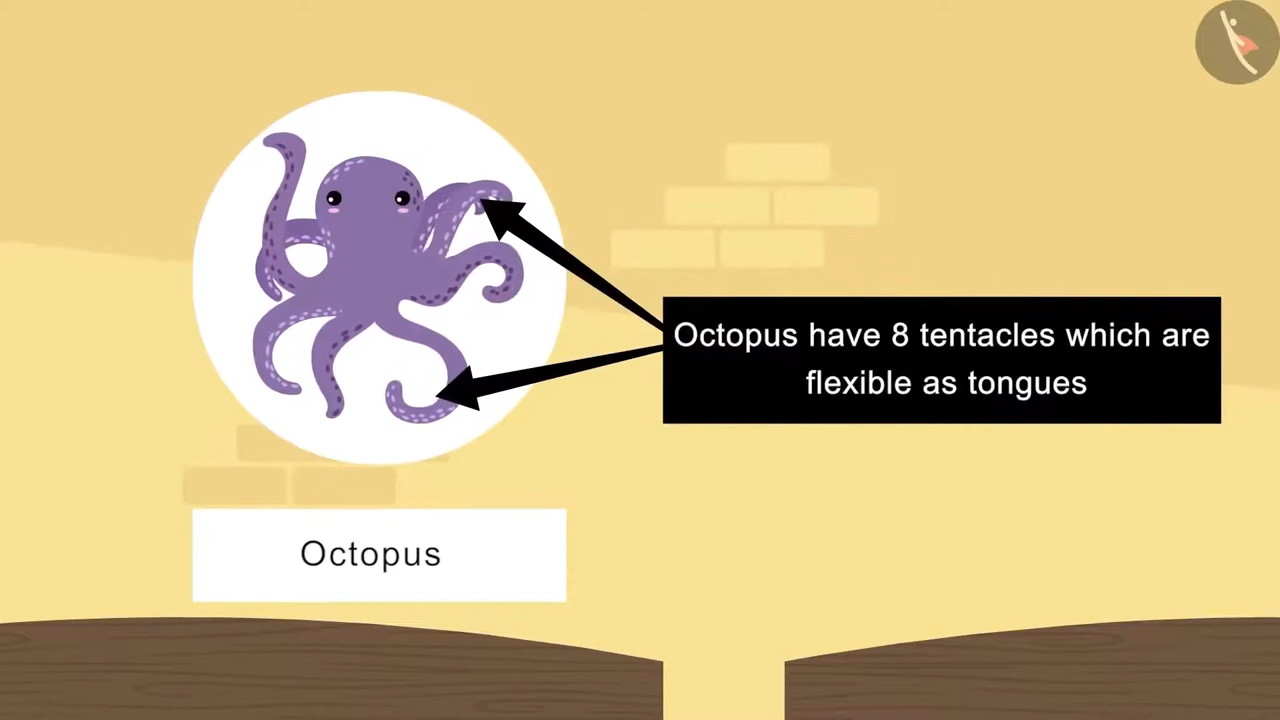 Octopus have 8 tentacles which are
flexible as tongues
Octopus